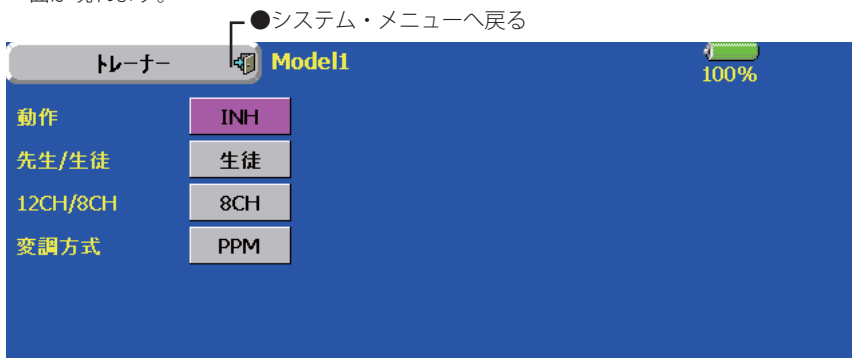 ●システム・メニューへ戻る
トレーナー Model1 100%
動作 INH
先生/生徒 生徒
12CH/8CH 8CH
変調方式 PPM